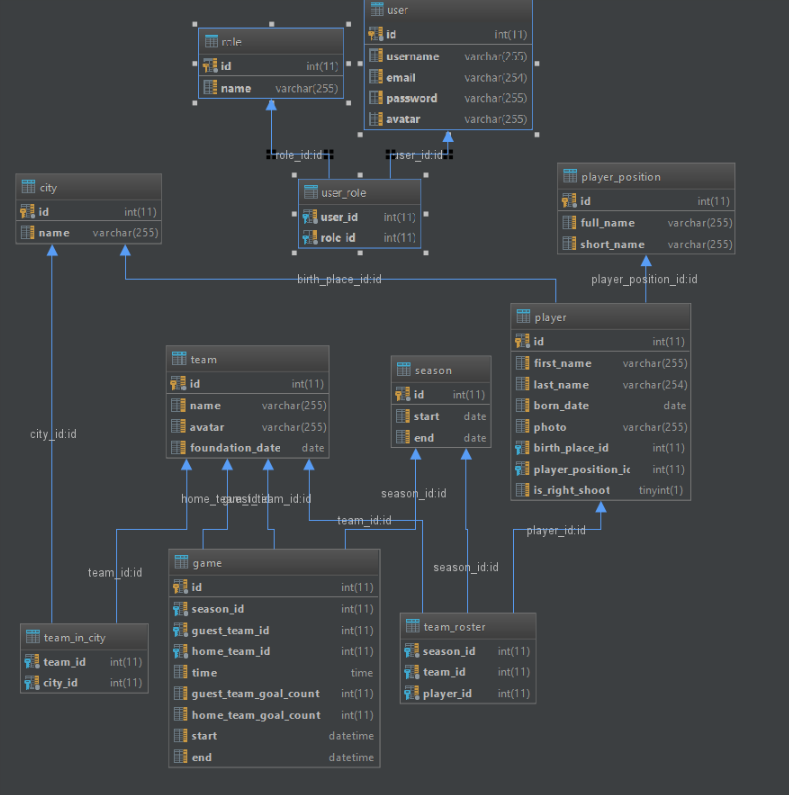 user
id int(11)
username varchar(255)
email varchar(254)
password varchar(255)
avatar varchar(255)
role
id int(11)
name varchar(255)
role_id:id
user_id:id
user_role
user_id int(11)
role_id int(11)
city
id int(11)
name varchar(255)
player_position
id int(11)
full_name varchar(255)
short_name varchar(255)
birth_place_id:id
player_position_id:id
player
id int(11)
first_name varchar(255)
last_name varchar(254)
born_date date
photo varchar(255)
birth_place_id int(11)
player_position_id int(11)
is_right_shoot tinyint(1)
team
id int(11)
name varchar(255)
avatar varchar(255)
foundation_date date
season
id int(11)
start date
end date
city_id:id
home_team_id:id
guest_team_id:id
season_id:id
team_id:id
player_id:id
team_id:id
season_id:id
game
id int(11)
season_id int(11)
guest_team_id int(11)
home_team_id int(11)
time time
guest_team_goal_count int(11)
home_team_goal_count int(11)
start datetime
end datetime
team_in_city
team_id int(11)
city_id int(11)
team_roster
season_id int(11)
team_id int(11)
player_id int(11)